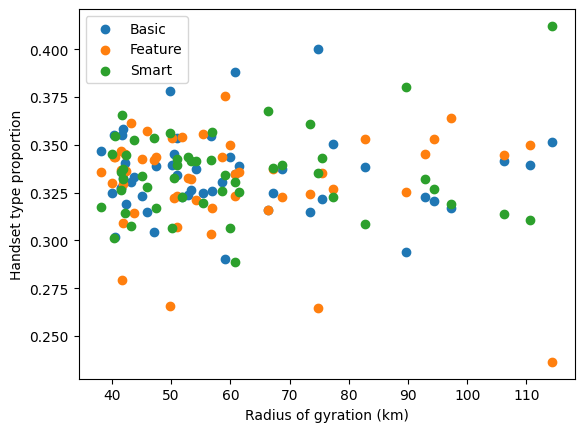 Basic
Feature
Smart
0.400
0.375
0.350
0.325
0.300
0.275
0.250
Handset type proportion
40 50 60 70 80 90 100 110
Radius of gyration (km)